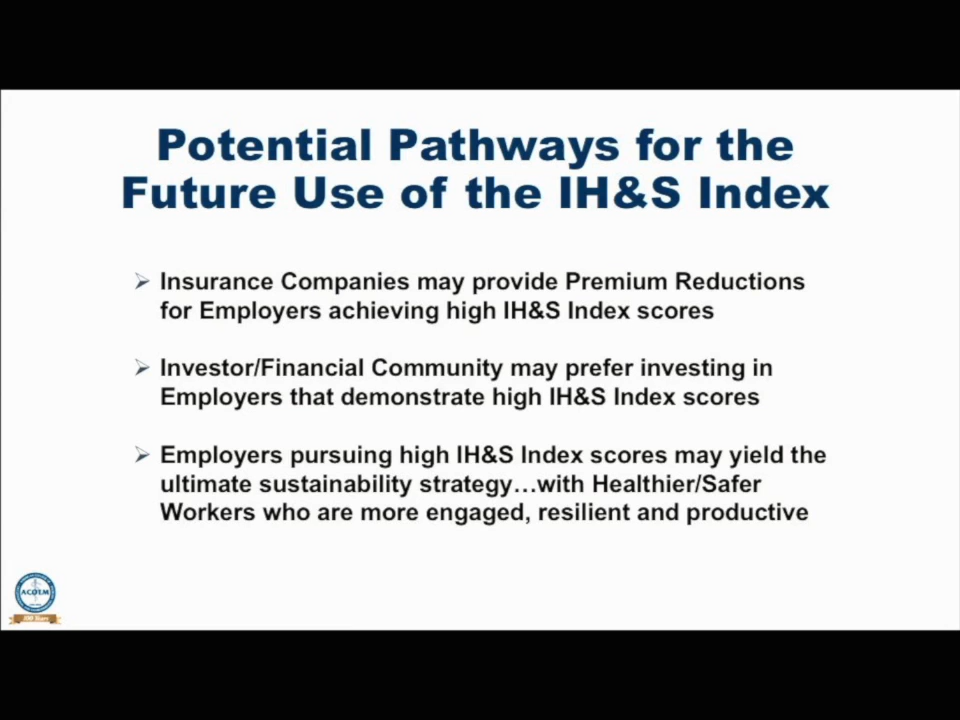 Potential Pathways for the
Future Use of the IH&S Index
Insurance Companies may provide Premium Reductions
for Employers achieving high IH&S Index scores
Investor/Financial Community may prefer investing in
Employers that demonstrate high IH&S Index scores
Employers pursuing high IH&S Index scores may yield the
ultimate sustainability strategy…with Healthier/Safer
Workers who are more engaged, resilient and productive
ACOEM
100 Years